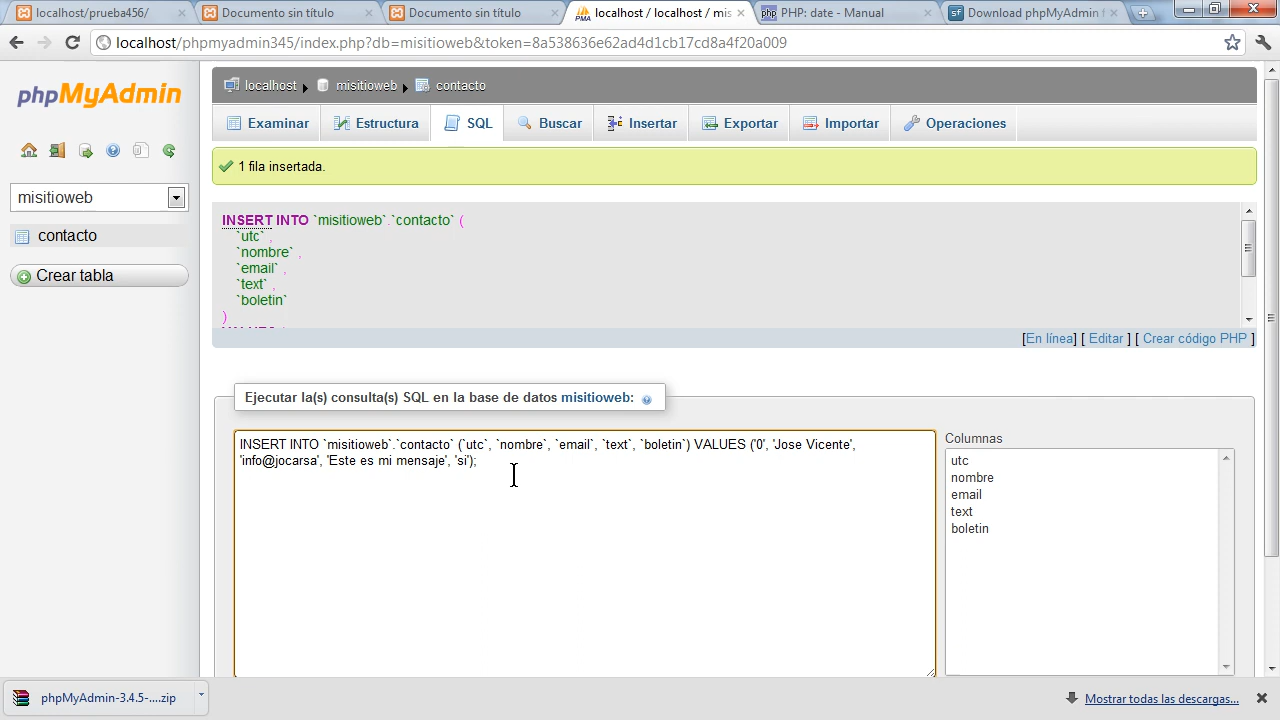 localhost/prueba456/
Documento sin título
Documento sin título
localhost / localhost / mis
PHP: date - Manual
Download phpMyAdmin f
localhost/phpmyadmin345/index.php?db=misitioweb&token=8a538636e62ad4d1cb17cd8a4f20a009
phpMyAdmin
misitioweb
contacto
Crear tabla
localhost
misitioweb
contacto
Examinar
Estructura
SQL
Buscar
Insertar
Exportar
Importar
Operaciones
1 fila insertada.
INSERT INTO `misitioweb`.`contacto` (
`utc` ,
`nombre` ,
`email` ,
`text` ,
`boletin`
)
[En línea] [ Editar ] [ Crear código PHP ]
Ejecutar la(s) consulta(s) SQL en la base de datos misitioweb:
INSERT INTO `misitioweb`.`contacto` (`utc`, `nombre`, `email`, `text`, `boletin`) VALUES ('0', 'Jose Vicente',
'info@jocarsa', 'Este es mi mensaje', 'si');
Columnas
utc
nombre
email
text
boletin
phpMyAdmin-3.4.5-....zip
Mostrar todas las descargas...